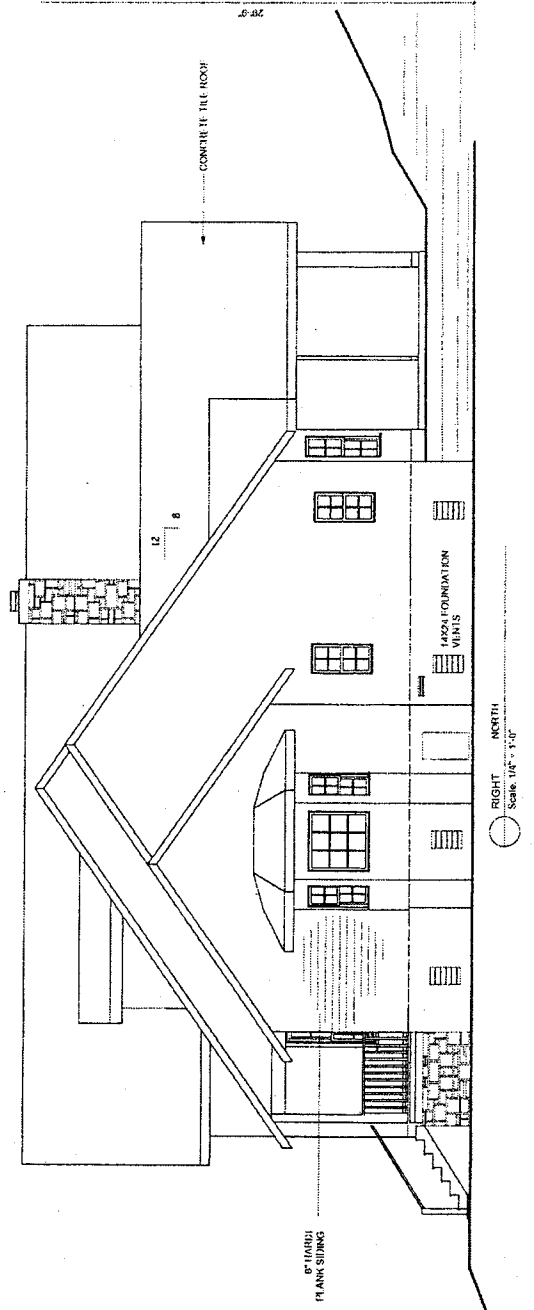 28'-9"
CONCRETE TILE ROOF
12
8
14X24 FOUNDATION
VENTS
8" HARDI
PLANK SIDING
RIGHT NORTH
Scale: 1/4" = 1'-0"